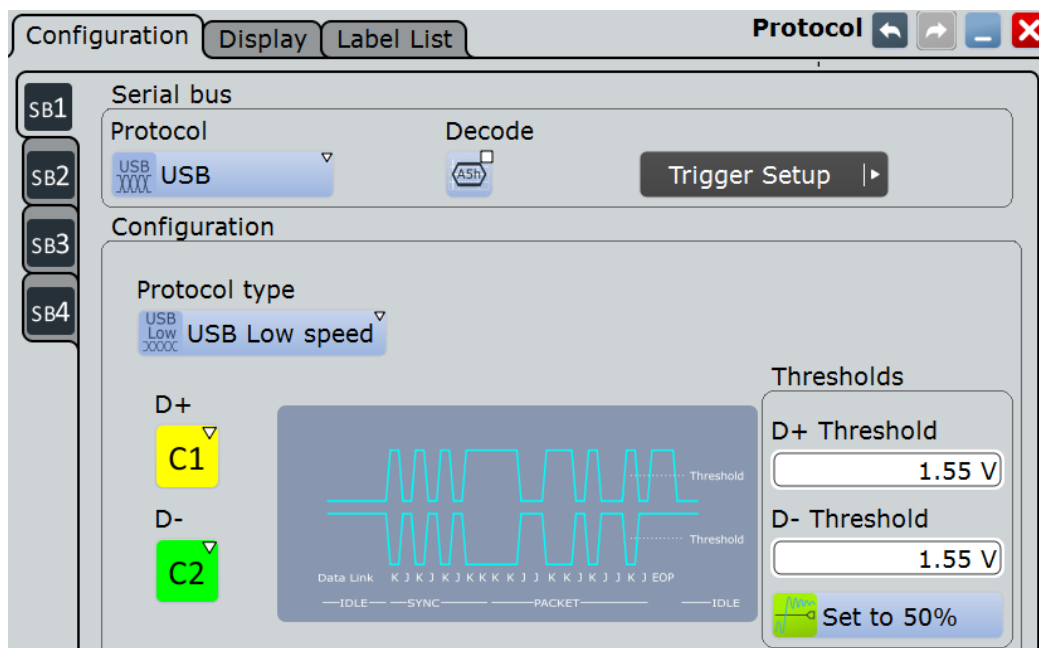 Configuration Display Label List Protocol
SB1
SB2
SB3
SB4
Serial bus
Protocol Decode
USB USB A5h Trigger Setup
Configuration
Protocol type
USB Low USB Low speed
D+
C1
D-
C2
Threshold
Threshold
Data Link K J K J K J K K K K J J K K J K J J K J EOP
IDLE SYNC PACKET IDLE
Thresholds
D+ Threshold
1.55 V
D- Threshold
1.55 V
Set to 50%